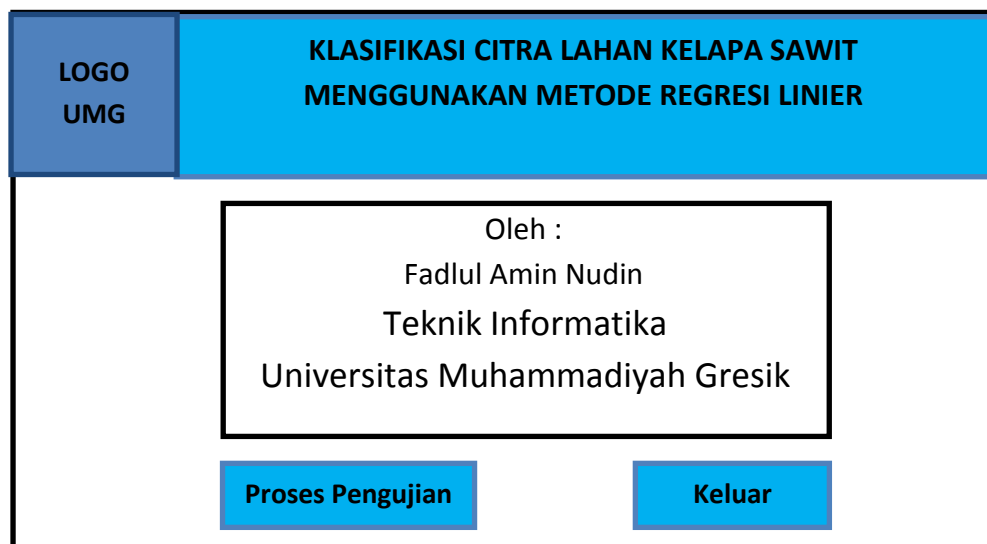 LOGO
UMG
KLASIFIKASI CITRA LAHAN KELAPA SAWIT
MENGGUNAKAN METODE REGRESI LINIER
Oleh :
Fadlul Amin Nudin
Teknik Informatika
Universitas Muhammadiyah Gresik
Proses Pengujian
Keluar